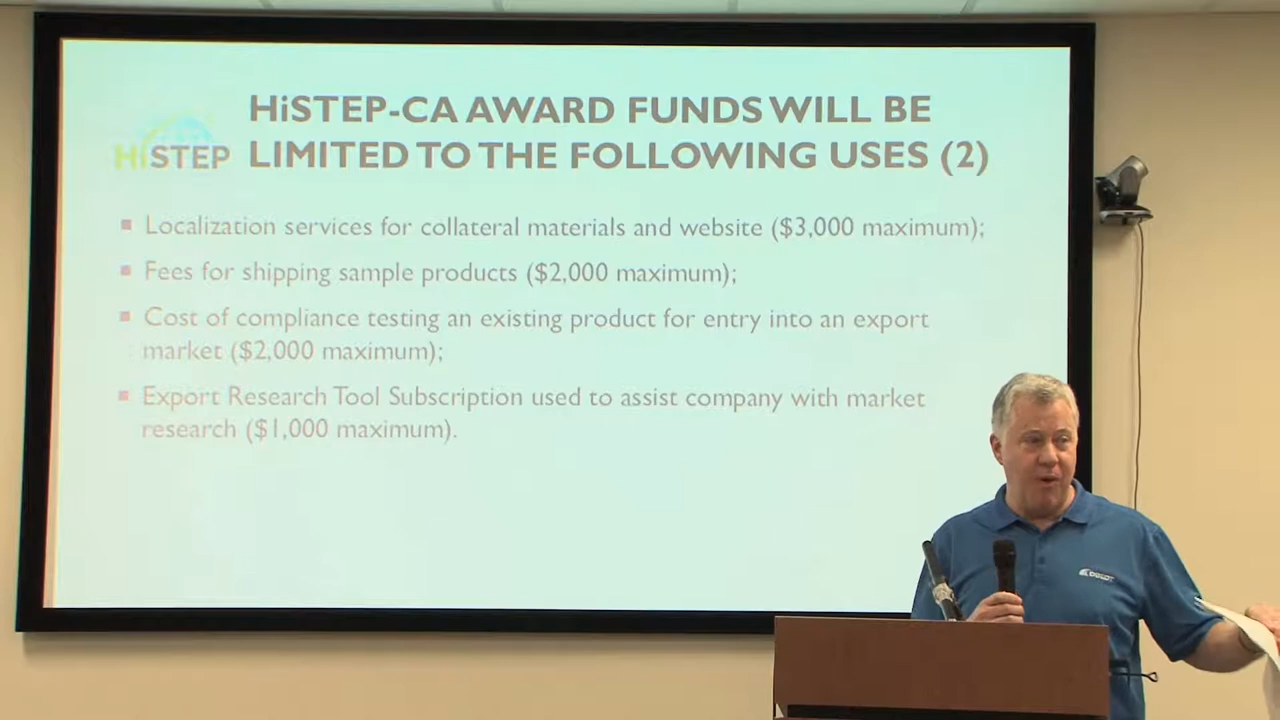 HiSTEP-CA AWARD FUNDS WILL BE
LIMITED TO THE FOLLOWING USES (2)
HiSTEP
Localization services for collateral materials and website ($3,000 maximum);
Fees for shipping sample products ($2,000 maximum);
Cost of compliance testing an existing product for entry into an export
market ($2,000 maximum);
Export Research Tool Subscription used to assist company with market
research ($1,000 maximum).